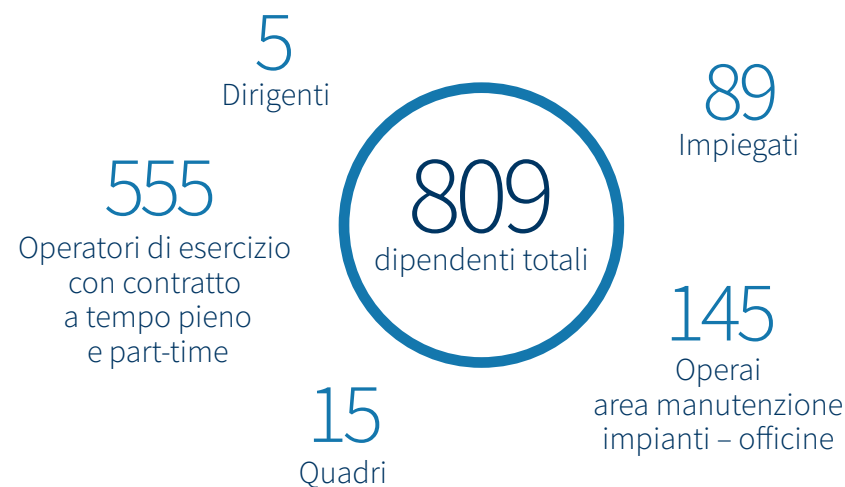 5
Dirigenti
89
Impiegati
555
Operatori di esercizio
con contratto
a tempo pieno
e part-time
809
dipendenti totali
145
Operai
area manutenzione
impianti – officine
15
Quadri